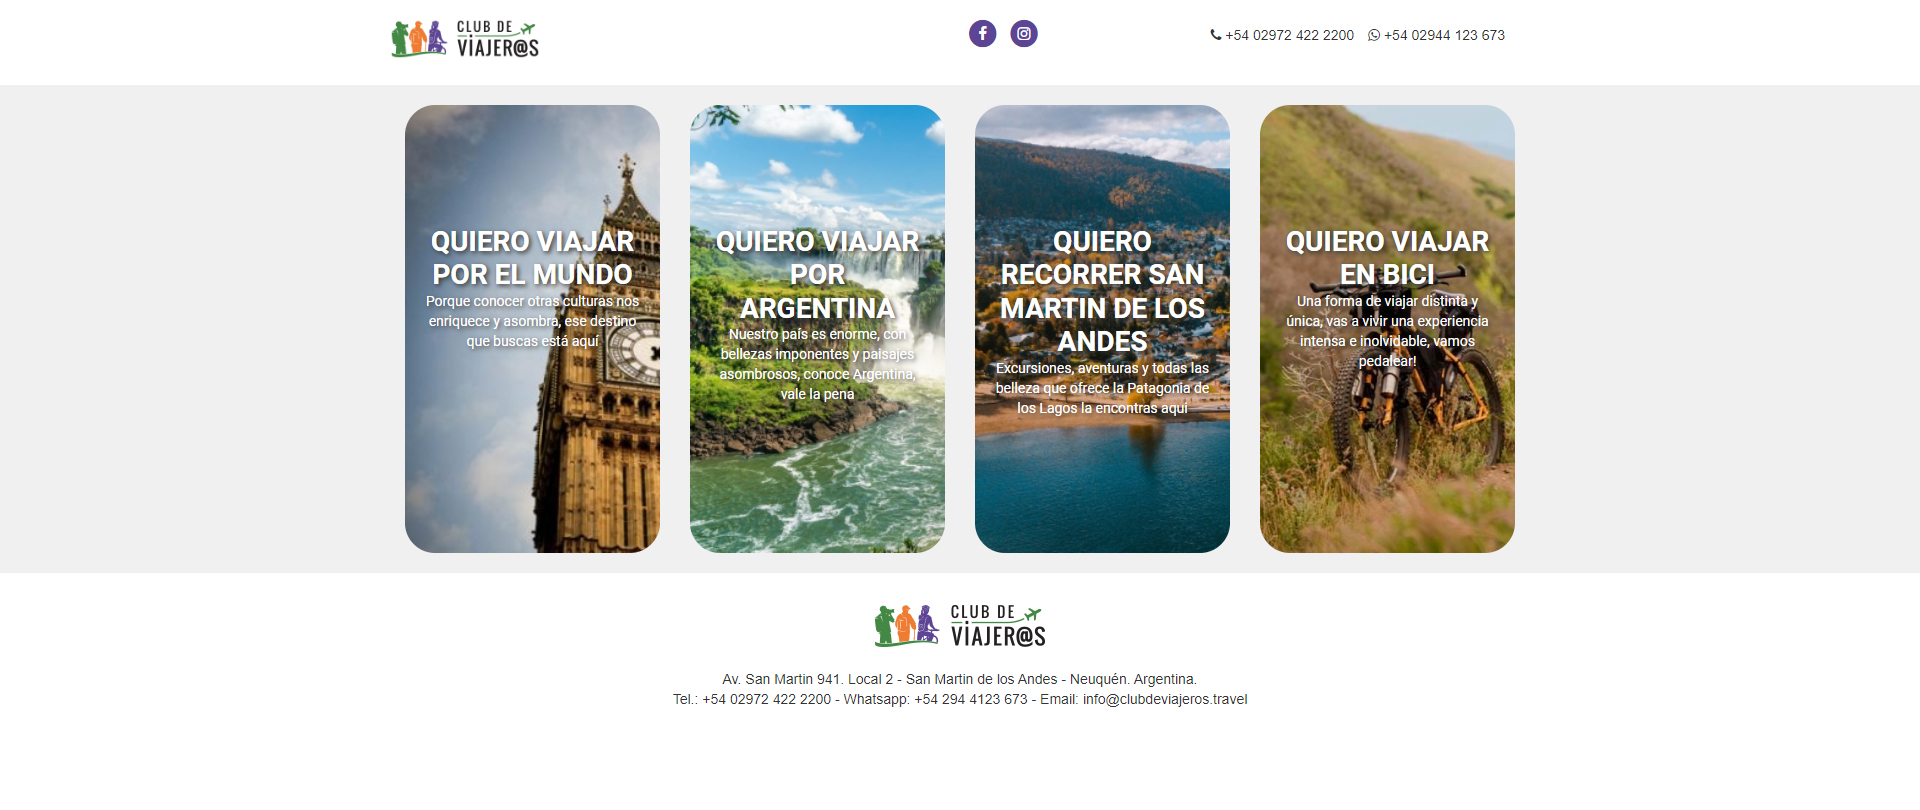 CLUB DE
VIAJER@S
+54 02972 422 2200
+54 02944 123 673
QUIERO VIAJAR
POR EL MUNDO
Porque conocer otras culturas nos
enriquece y asombra, ese destino
que buscas está aquí
QUIERO VIAJAR
POR
ARGENTINA
Nuestro país es enorme, con
bellezas imponentes y paisajes
asombrosos, conoce Argentina,
vale la pena
QUIERO
RECORRER SAN
MARTIN DE LOS
ANDES
Excursiones, aventuras y todas las
belleza que ofrece la Patagonia de
los Lagos la encontras aqui
QUIERO VIAJAR
EN BICI
Una forma de viajar distinta y
única, vas a vivir una experiencia
intensa e inolvidable, vamos
pedalear!
CLUB DE
VIAJER@S
Av. San Martin 941. Local 2 - San Martin de los Andes - Neuquén. Argentina.
Tel.: +54 02972 422 2200 - Whatsapp: +54 294 4123 673 - Email: info@clubdeviajeros.travel